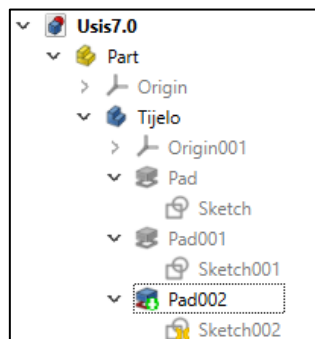 Usis7.0
Part
Origin
Tijelo
Origin001
Pad
Sketch
Pad001
Sketch001
Pad002
Sketch002